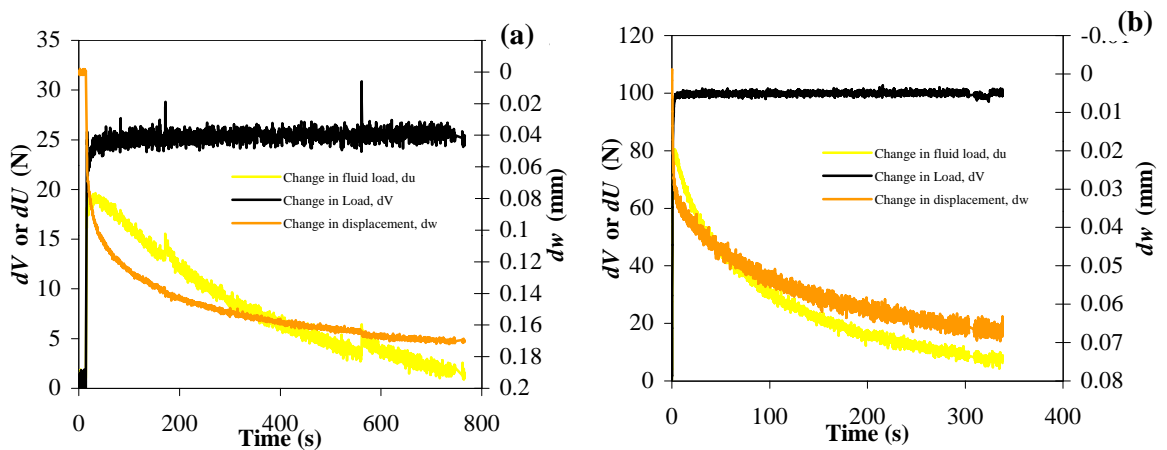 (a)
35
30
25
20
15
10
5
0
dV or dU (N)
0
0.02
0.04
0.06
0.08
0.1
0.12
0.14
0.16
0.17
0.2
dw (mm)
Change in fluid load, du
Change in Load, dV
Change in displacement, dw
0 200 400 600 800
Time (s)
(b)
120
100
80
60
40
20
0
dV or dU (N)
0
0.005
0.04
0.02
0.03
0.04
0.05
0.06
0.07
0.08
dw (mm)
Change in fluid load, du
Change in Load, dV
Change in displacement, dw
0 100 200 300 400
Time (s)